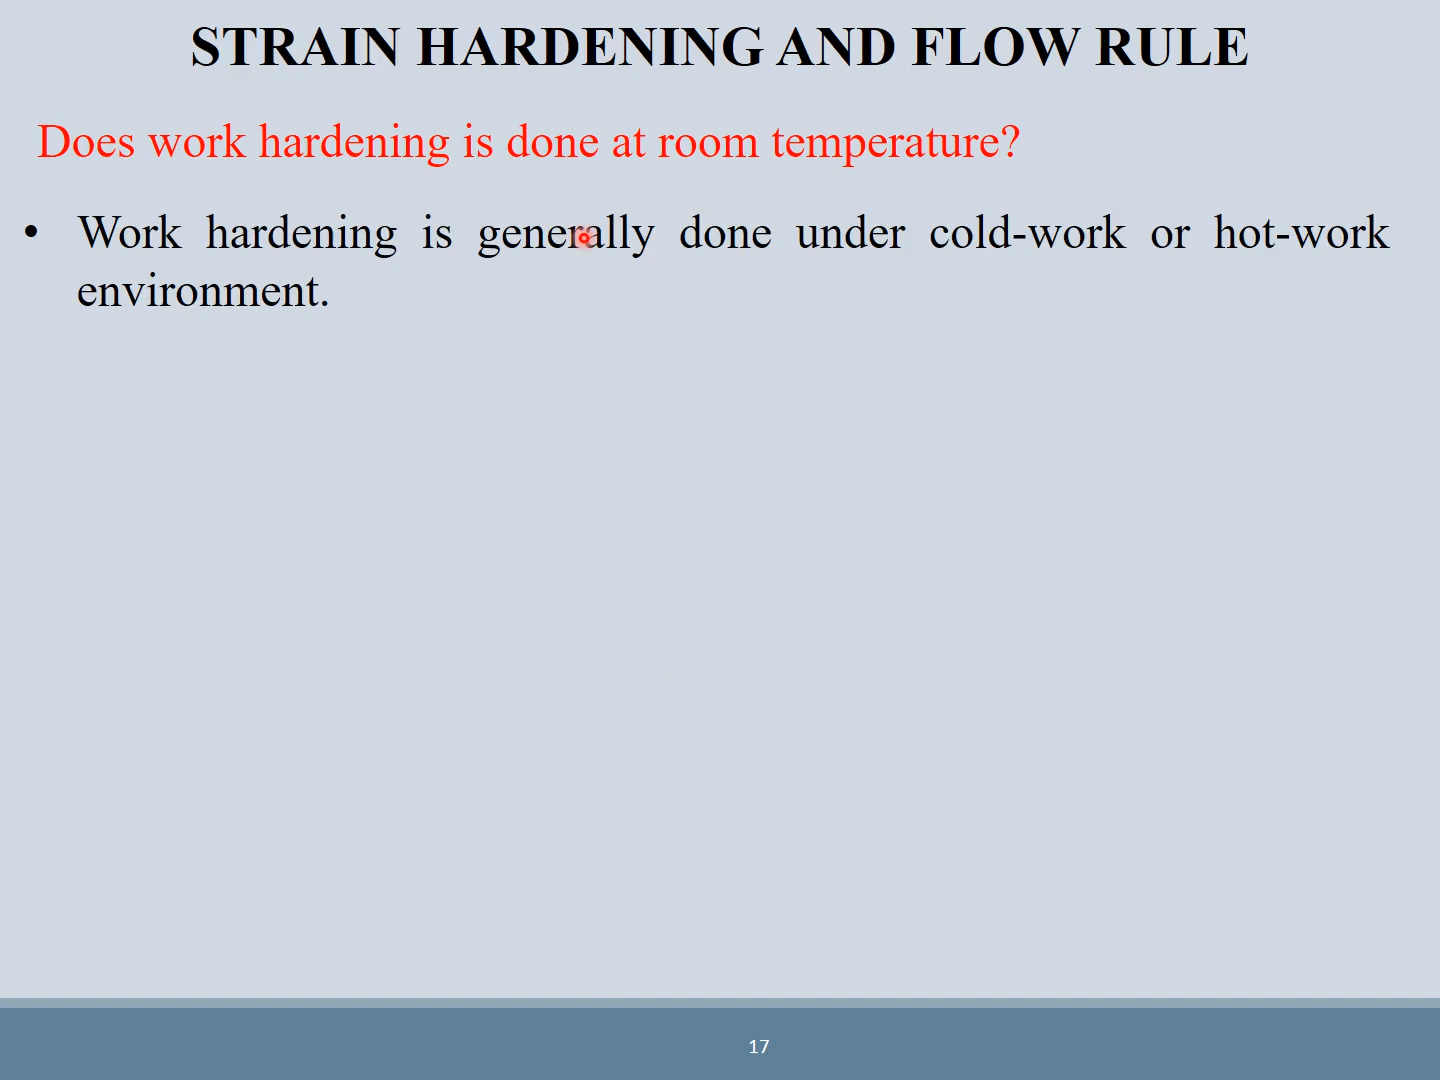 STRAIN HARDENING AND FLOW RULE
Does work hardening is done at room temperature?
• Work hardening is generally done under cold-work or hot-work
environment.
17